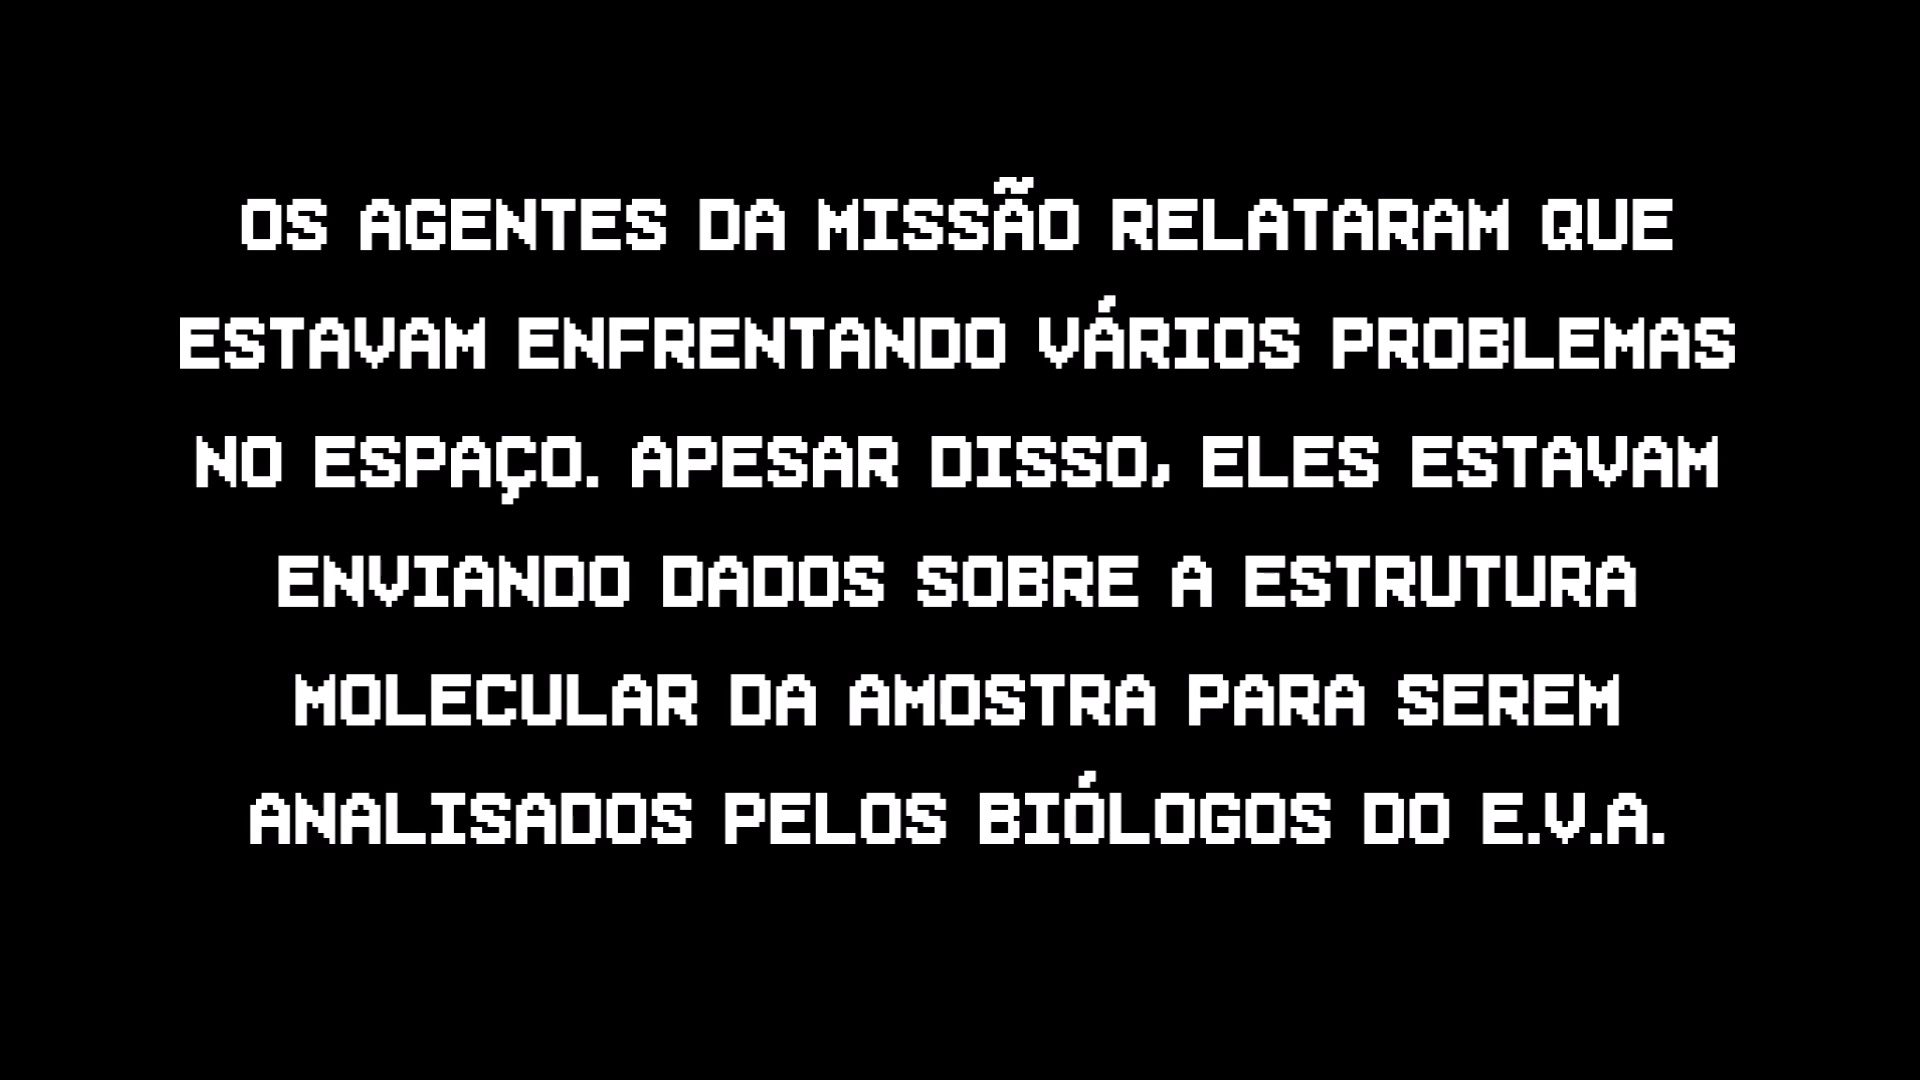 OS AGENTES DA MISSÃO RELATARAM QUE
ESTAVAM ENFRENTANDO VÁRIOS PROBLEMAS
NO ESPAÇO. APESAR DISSO, ELES ESTAVAM
ENVIANDO DADOS SOBRE A ESTRUTURA
MOLECULAR DA AMOSTRA PARA SEREM
ANALISADOS PELOS BIÓLOGOS DO E.V.A.